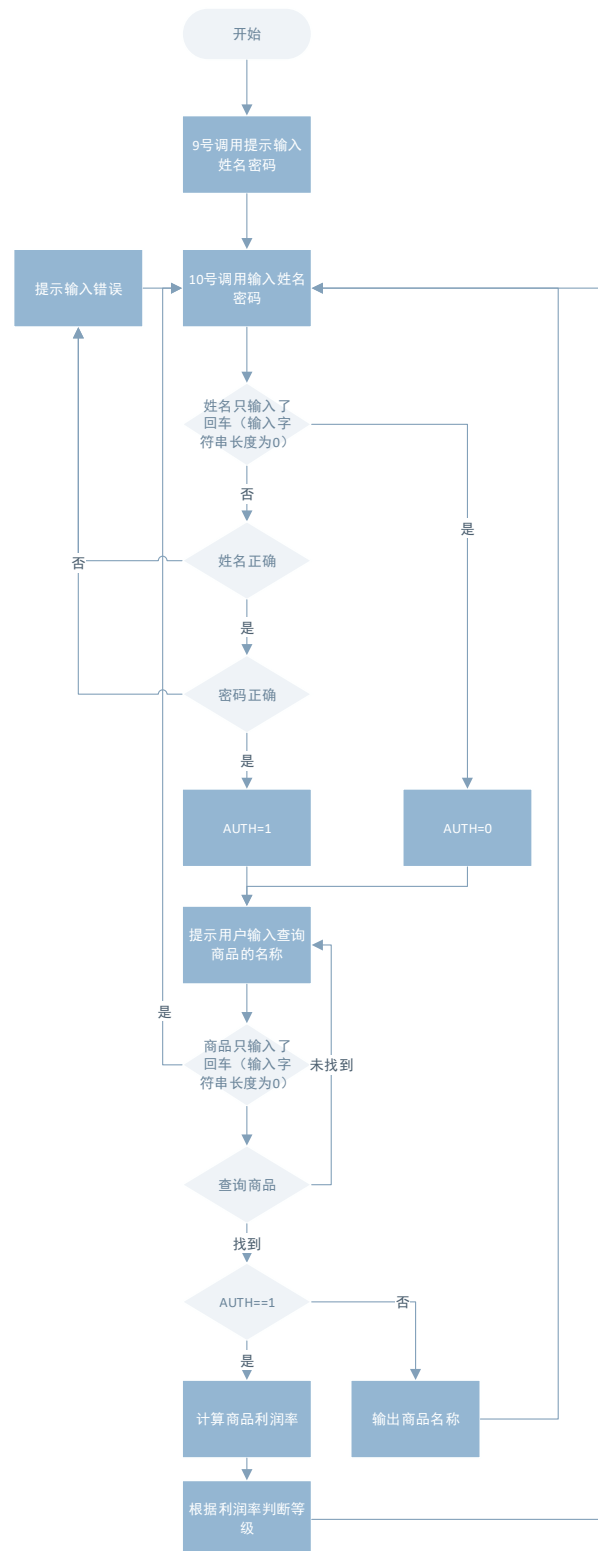 开始
9号调用提示输入
姓名密码
提示输入错误
10号调用输入姓名
密码
姓名只输入了
回车（输入字
符串长度为0）
否
是
姓名正确
否
是
密码正确
是
AUTH=1
AUTH=0
提示用户输入查询
商品的名称
是
商品只输入了
回车（输入字
符串长度为0）
未找到
查询商品
找到
AUTH==1
否
是
计算商品利润率
输出商品名称
根据利润率判断等
级